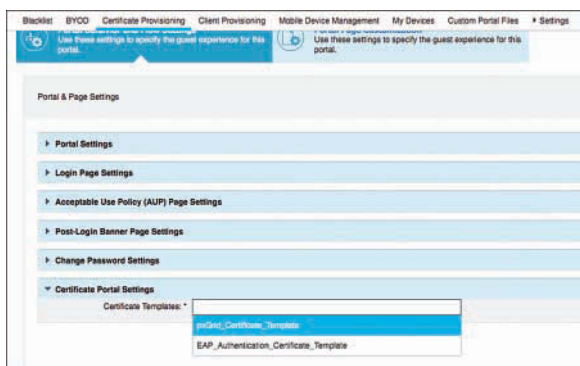 Blacklist BYOD Certificate Provisioning Client Provisioning Mobile Device Management My Devices Custom Portal Files Settings
Use these settings to specify the guest experience for this
portal.
Use these settings to specify the guest experience for this
portal.
Portal & Page Settings
Portal Settings
Login Page Settings
Acceptable Use Policy (AUP) Page Settings
Post-Login Banner Page Settings
Change Password Settings
Certificate Portal Settings
Certificate Templates: *
pxGrid_Certificate_Template
EAP_Authentication_Certificate_Template